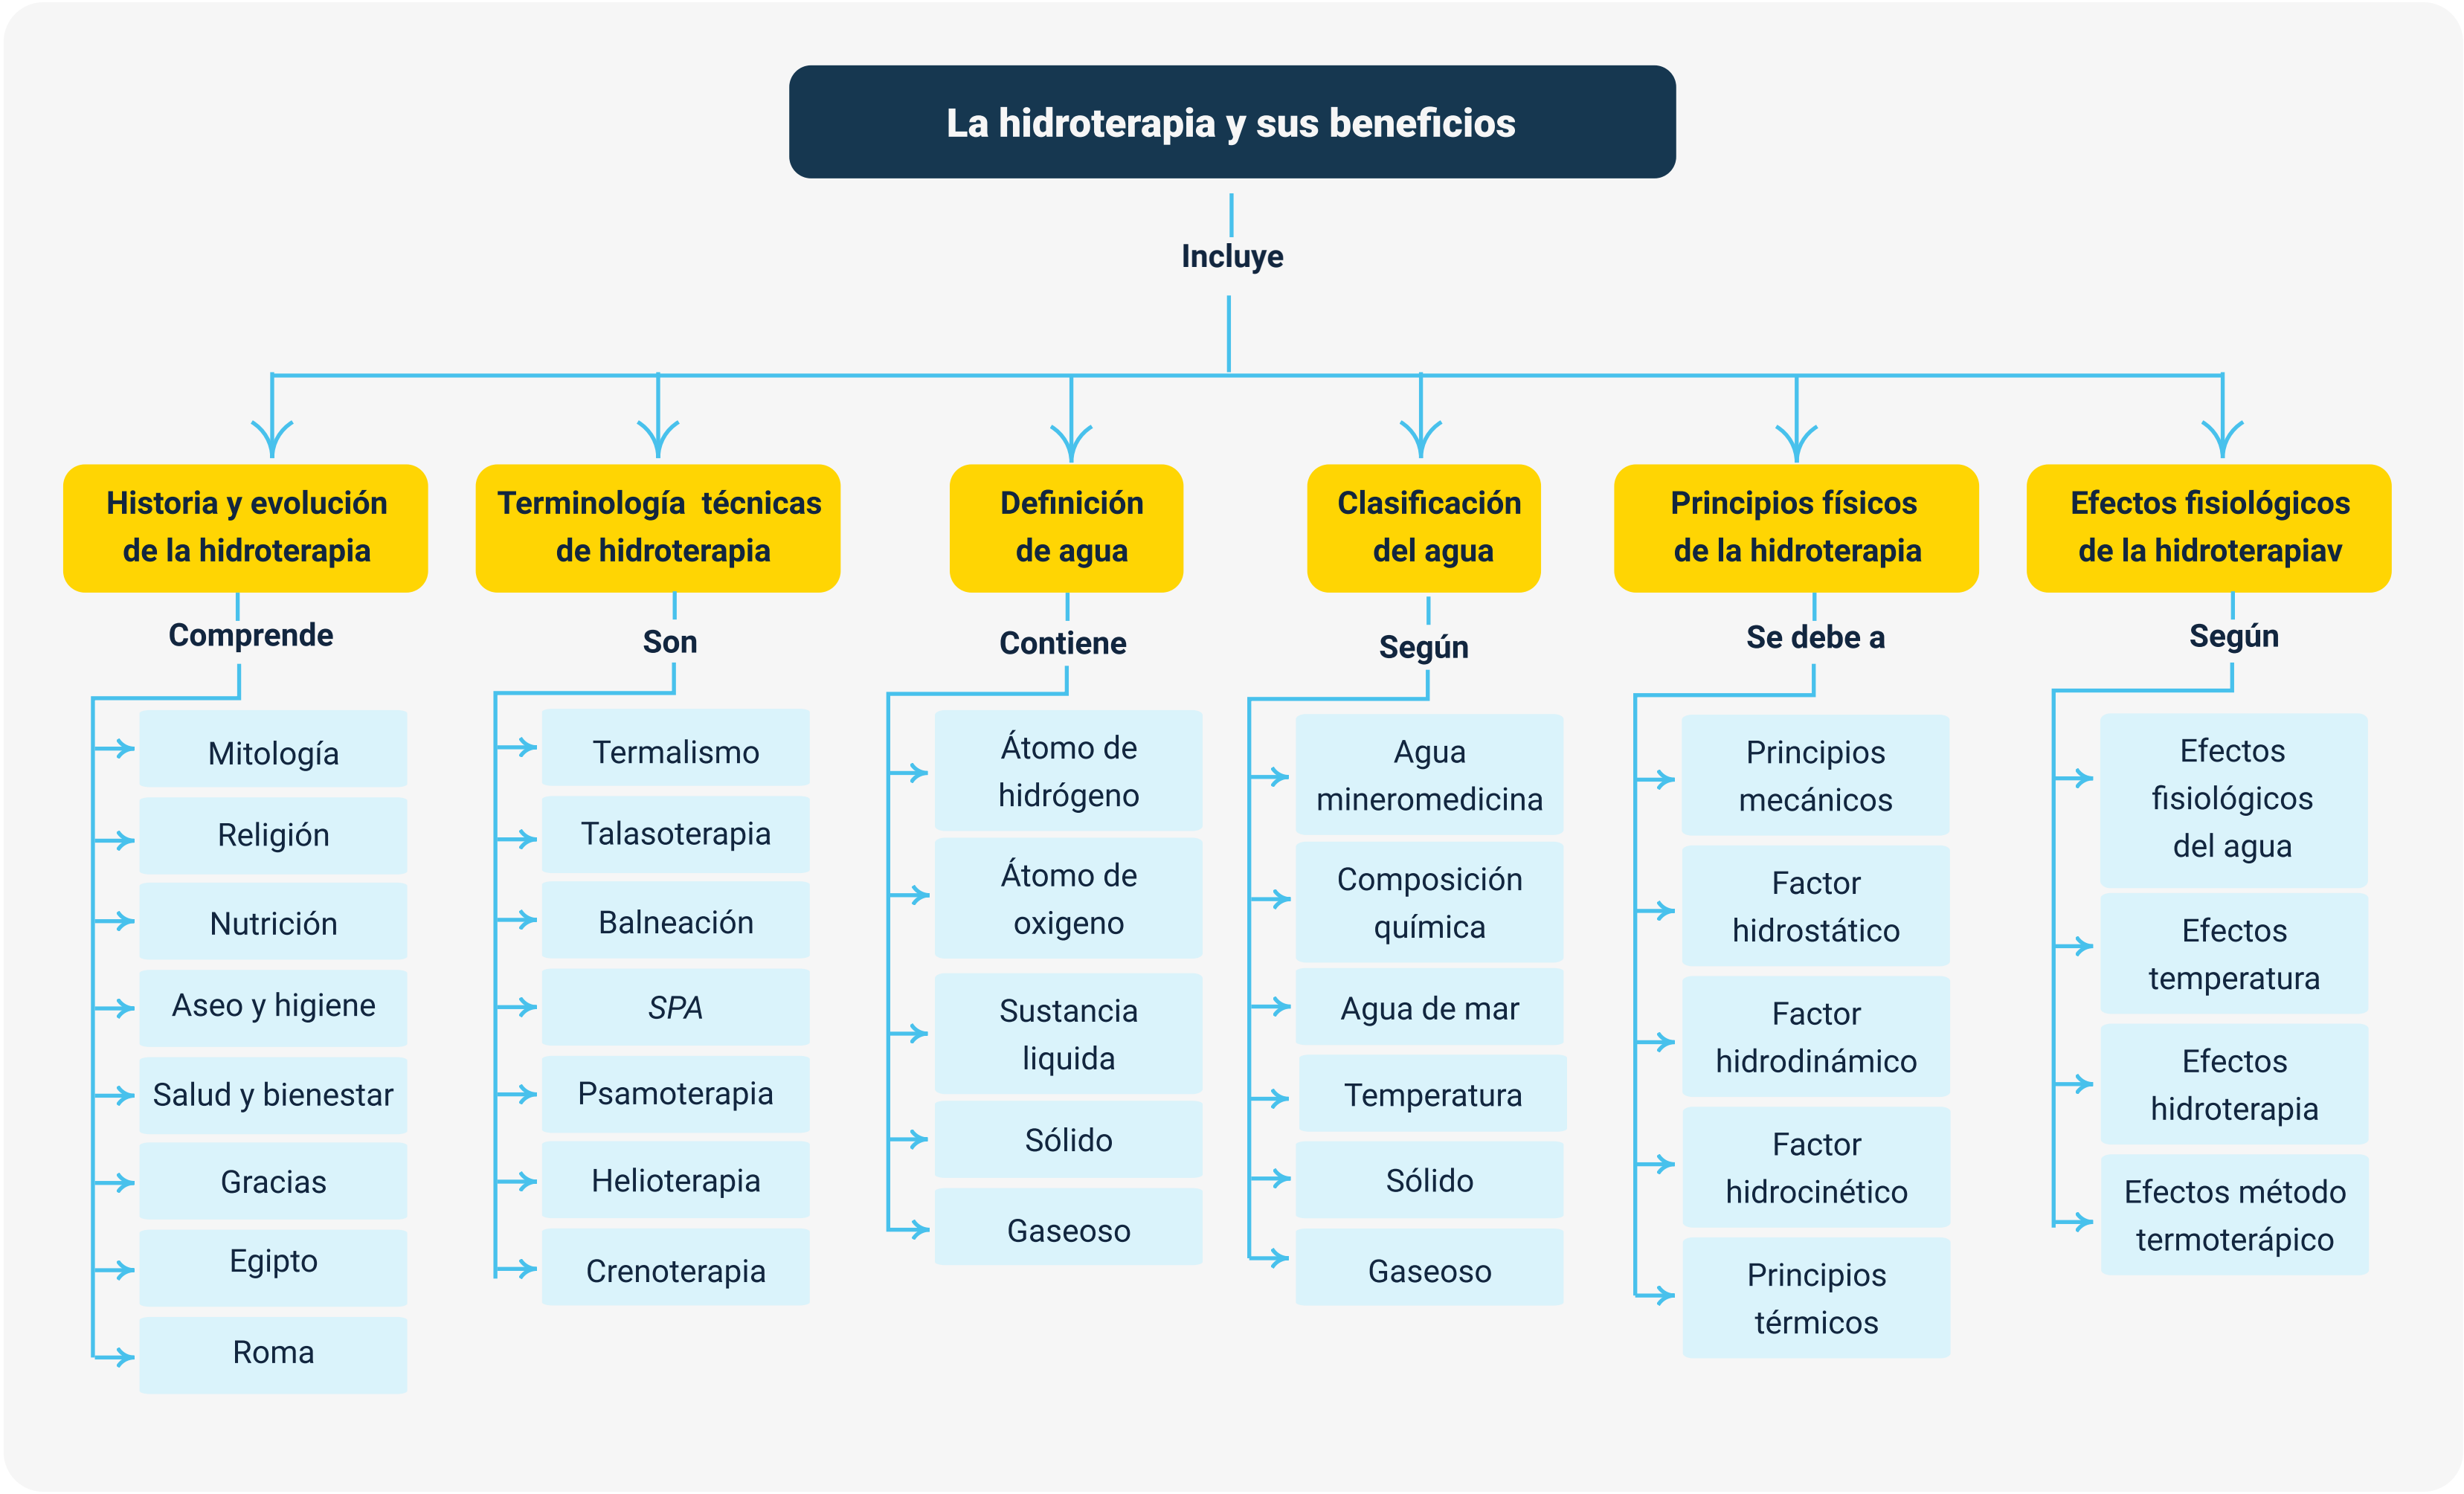 La hidroterapia y sus beneficios
Incluye
Historia y evolución
de la hidroterapia
Comprende
Mitología
Religión
Nutrición
Aseo y higiene
Salud y bienestar
Gracias
Egipto
Roma
Terminología  técnicas
de hidroterapia
Son
Termalismo
Talasoterapia
Balneación
SPA
Psamoterapia
Helioterapia
Crenoterapia
Definición
de agua
Contiene
Átomo de
hidrógeno
Átomo de
oxigeno
Sustancia
liquida
Sólido
Gaseoso
Clasificación
del agua
Según
Agua
mineromedicina
Composición
química
Agua de mar
Temperatura
Sólido
Gaseoso
Principios físicos
de la hidroterapia
Se debe a
Principios
mecánicos
Factor
hidrostático
Factor
hidrodinámico
Factor
hidrocinético
Principios
térmicos
Efectos fisiológicos
de la hidroterapiav
Según
Efectos
fisiológicos
del agua
Efectos
temperatura
Efectos
hidroterapia
Efectos método
termoterápico